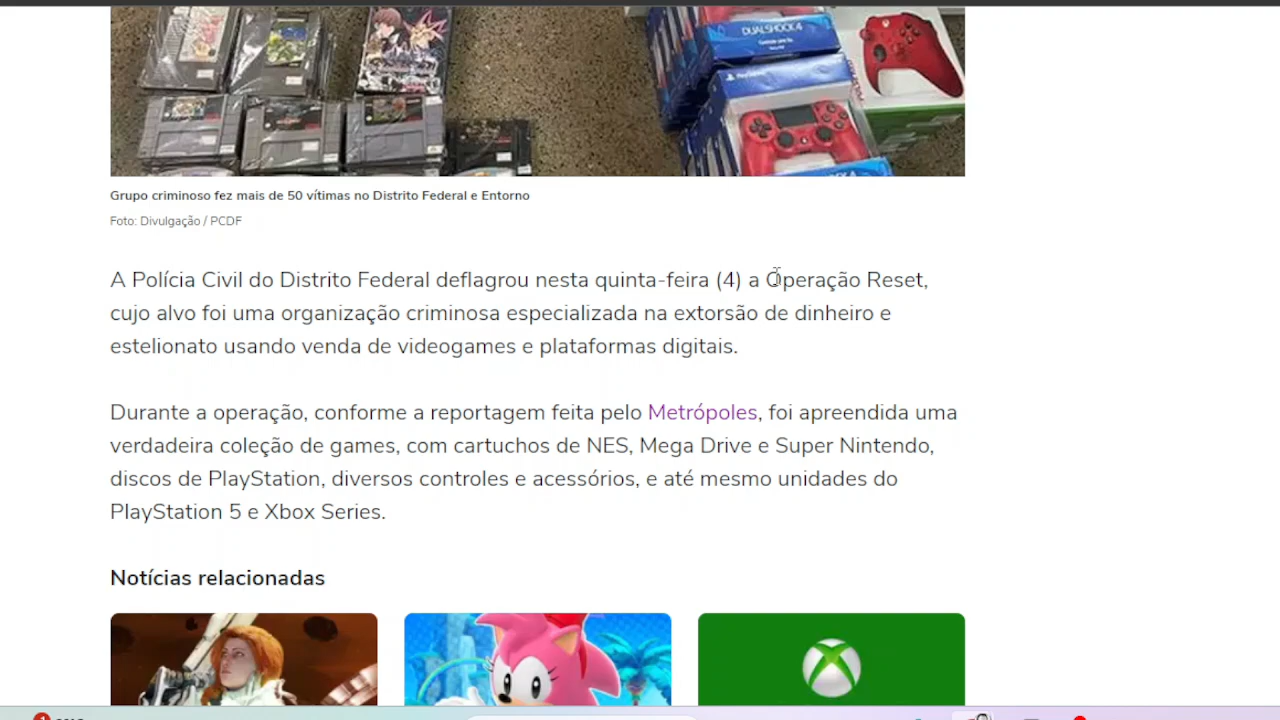 DUALSHOCK 4
PlayStation
Grupo criminoso fez mais de 50 vítimas no Distrito Federal e Entorno
Foto: Divulgação / PCDF
A Polícia Civil do Distrito Federal deflagrou nesta quinta-feira (4) a Operação Reset,
cujo alvo foi uma organização criminosa especializada na extorsão de dinheiro e
estelionato usando venda de videogames e plataformas digitais.
Durante a operação, conforme a reportagem feita pelo Metrópoles, foi apreendida uma
verdadeira coleção de games, com cartuchos de NES, Mega Drive e Super Nintendo,
discos de PlayStation, diversos controles e acessórios, e até mesmo unidades do
PlayStation 5 e Xbox Series.
Notícias relacionadas